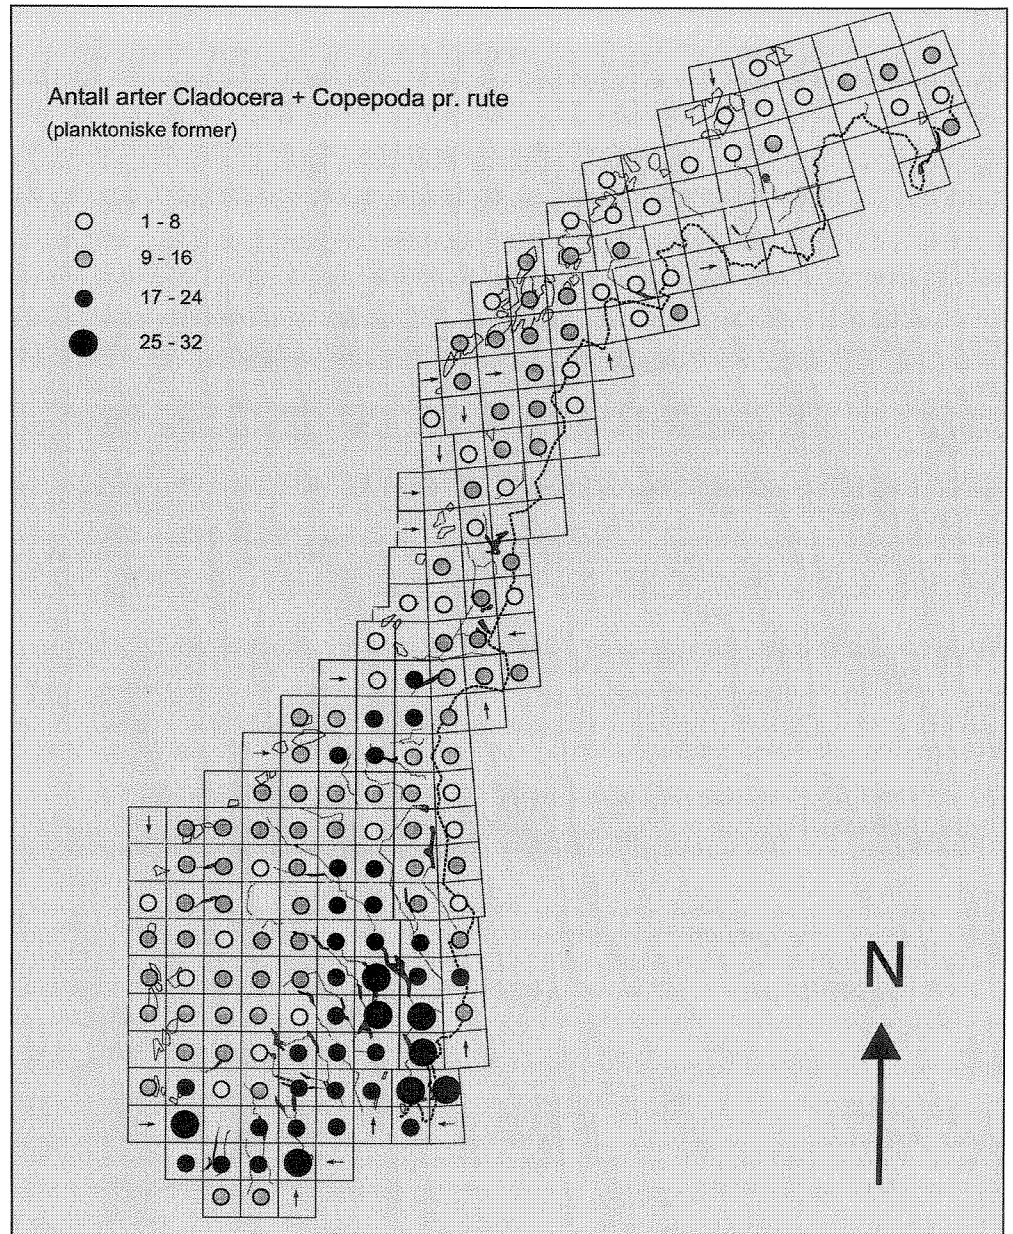 Antall arter Cladocera + Copepoda pr. rute
(planktoniske former)
1 - 8
9 - 16
17 - 24
25 - 32
N